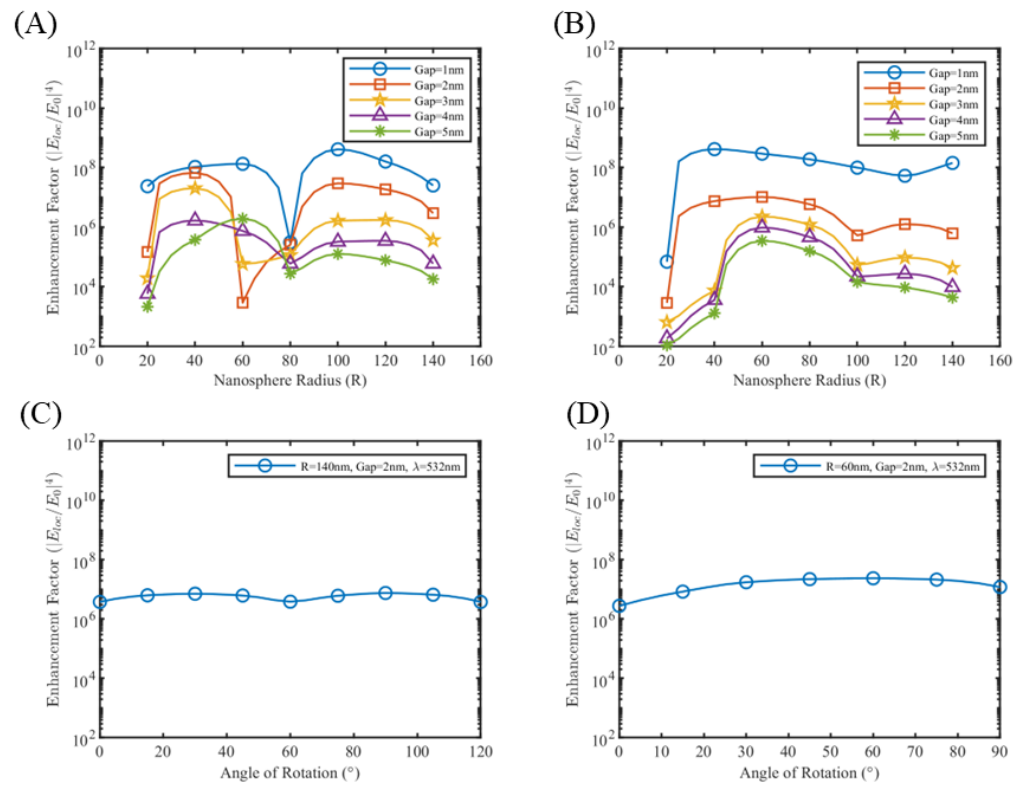 (A)
10^12
10^10
10^8
10^6
10^4
10^2
Enhancement Factor (|E_loc/E_0|^4)
Gap=1nm
Gap=2nm
Gap=3nm
Gap=4nm
Gap=5nm
0 20 40 60 80 100 120 140 160
Nanosphere Radius (R)
(B)
10^12
10^10
10^8
10^6
10^4
10^2
Enhancement Factor (|E_loc/E_0|^4)
Gap=1nm
Gap=2nm
Gap=3nm
Gap=4nm
Gap=5nm
0 20 40 60 80 100 120 140 160
Nanosphere Radius (R)
(C)
10^12
10^10
10^8
10^6
10^4
10^2
Enhancement Factor (|E_loc/E_0|^4)
R=140nm, Gap=2nm, λ=532nm
0 20 40 60 80 100 120
Angle of Rotation (°)
(D)
10^12
10^10
10^8
10^6
10^4
10^2
Enhancement Factor (|E_loc/E_0|^4)
R=60nm, Gap=2nm, λ=532nm
0 10 20 30 40 50 60 70 80 90
Angle of Rotation (°)